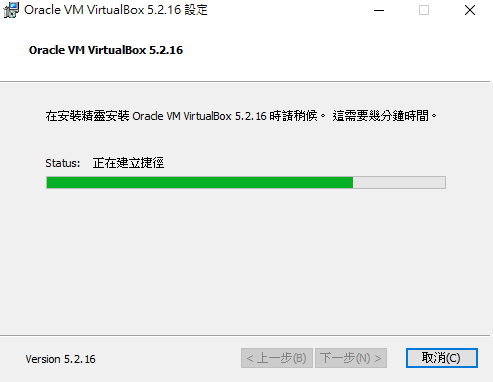 Oracle VM VirtualBox 5.2.16 設定
Oracle VM VirtualBox 5.2.16
在安裝精靈安裝 Oracle VM VirtualBox 5.2.16 時請稍候。 這需要幾分鐘時間。
Status: 正在建立捷徑
Version 5.2.16 < 上一步(B) 下一步(N) > 取消(C)